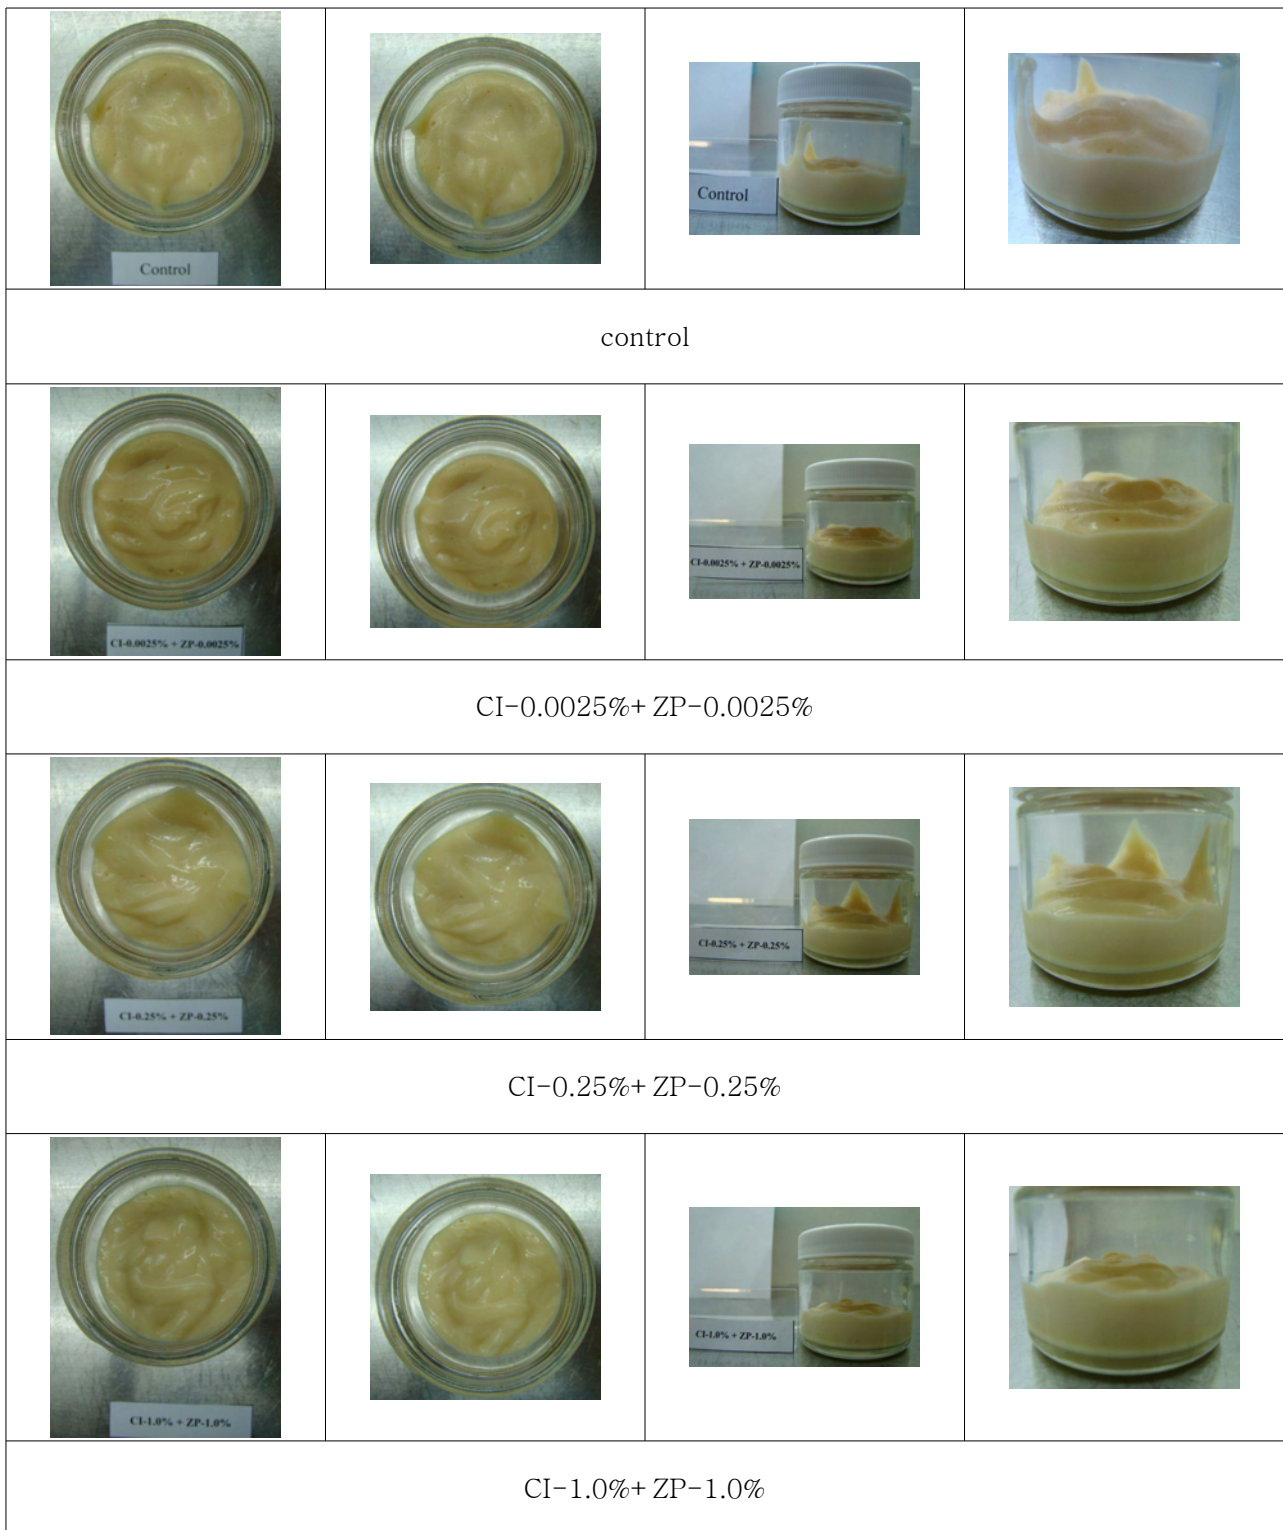 Control
Control
control
CI-0.0025% + ZP-0.0025%
CI-0.0025% + ZP-0.0025%
CI-0.0025%+ ZP-0.0025%
CI-0.25% + ZP-0.25%
CI-0.25% + ZP-0.25%
CI-0.25%+ ZP-0.25%
CI-1.0% + ZP-1.0%
CI-1.0% + ZP-1.0%
CI-1.0%+ ZP-1.0%